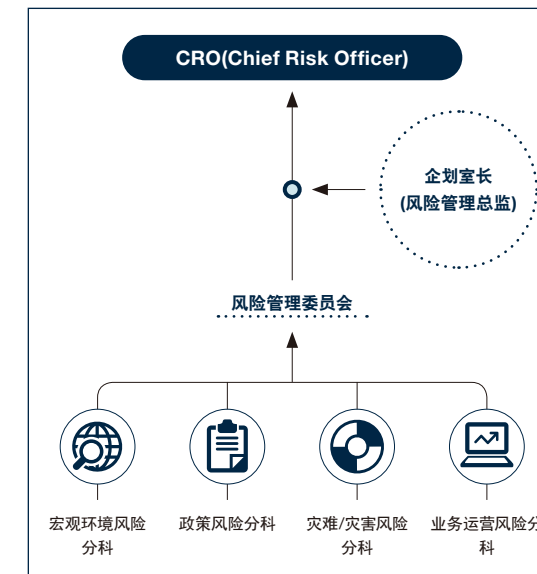 CRO(Chief Risk Officer)
企划室长
(风险管理总监)
风险管理委员会
宏观环境风险
分科
政策风险分科
灾难/灾害风险
分科
业务运营风险分
科